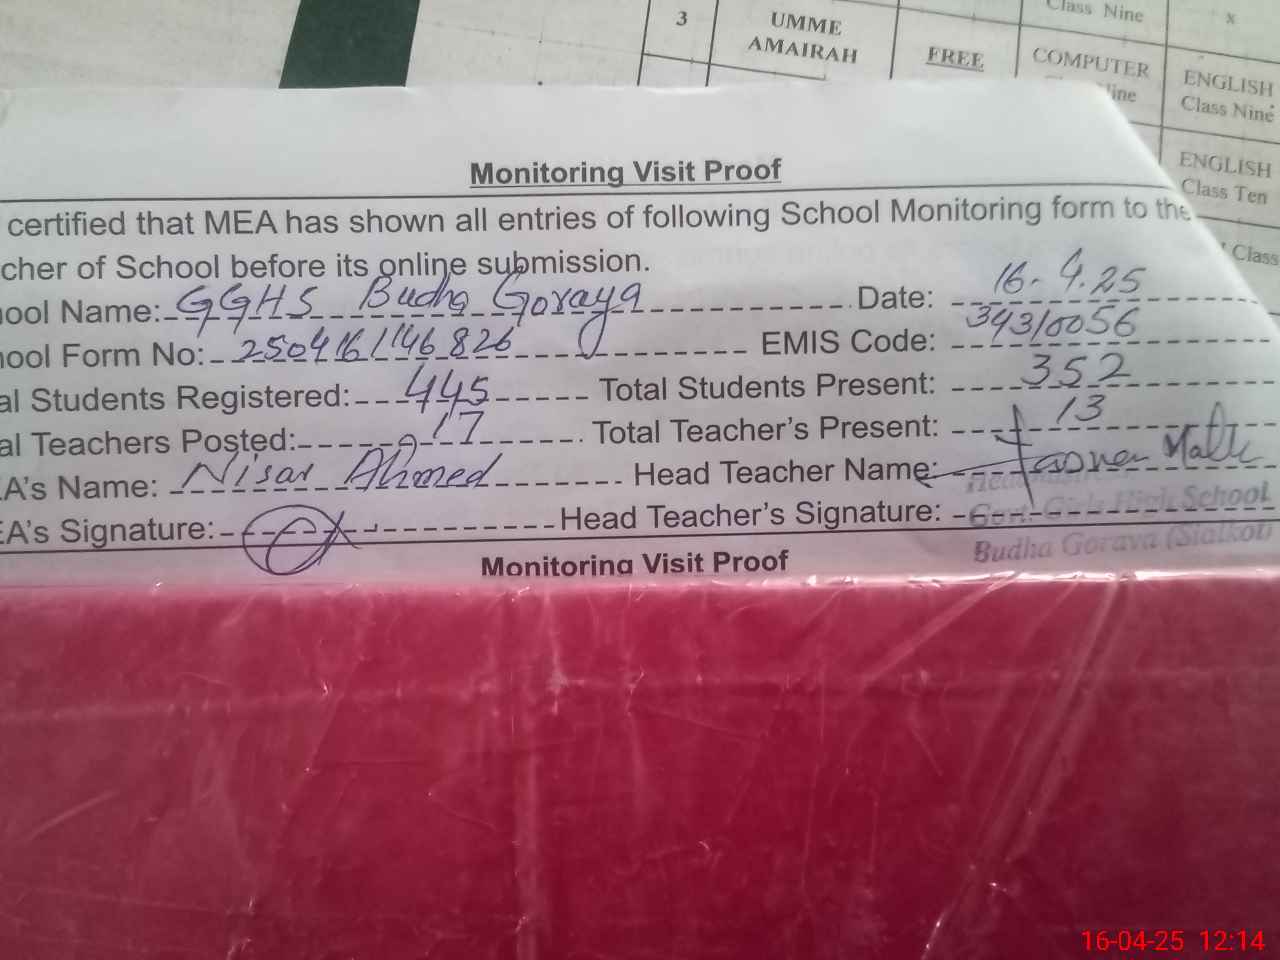 Class Nine
x
3
UMME AMAIRAH
FREE
COMPUTER
ENGLISH Class Nine
ENGLISH Class Ten
Class
Monitoring Visit Proof
certified that MEA has shown all entries of following School Monitoring form to the
cher of School before its online submission.
ool Name: GGHS Budha Goraya Date: 16.4.25
ool Form No: 250416114682 6 EMIS Code: 34310056
al Students Registered: 445 Total Students Present: 352
al Teachers Posted: 17 Total Teacher's Present: 13
A's Name: Nisar Ahmed Head Teacher Name:
A's Signature: Head Teacher's Signature: Govt. Girls High School
Budha Goraya (Sialkot)
Monitoring Visit Proof
16-04-25 12:14